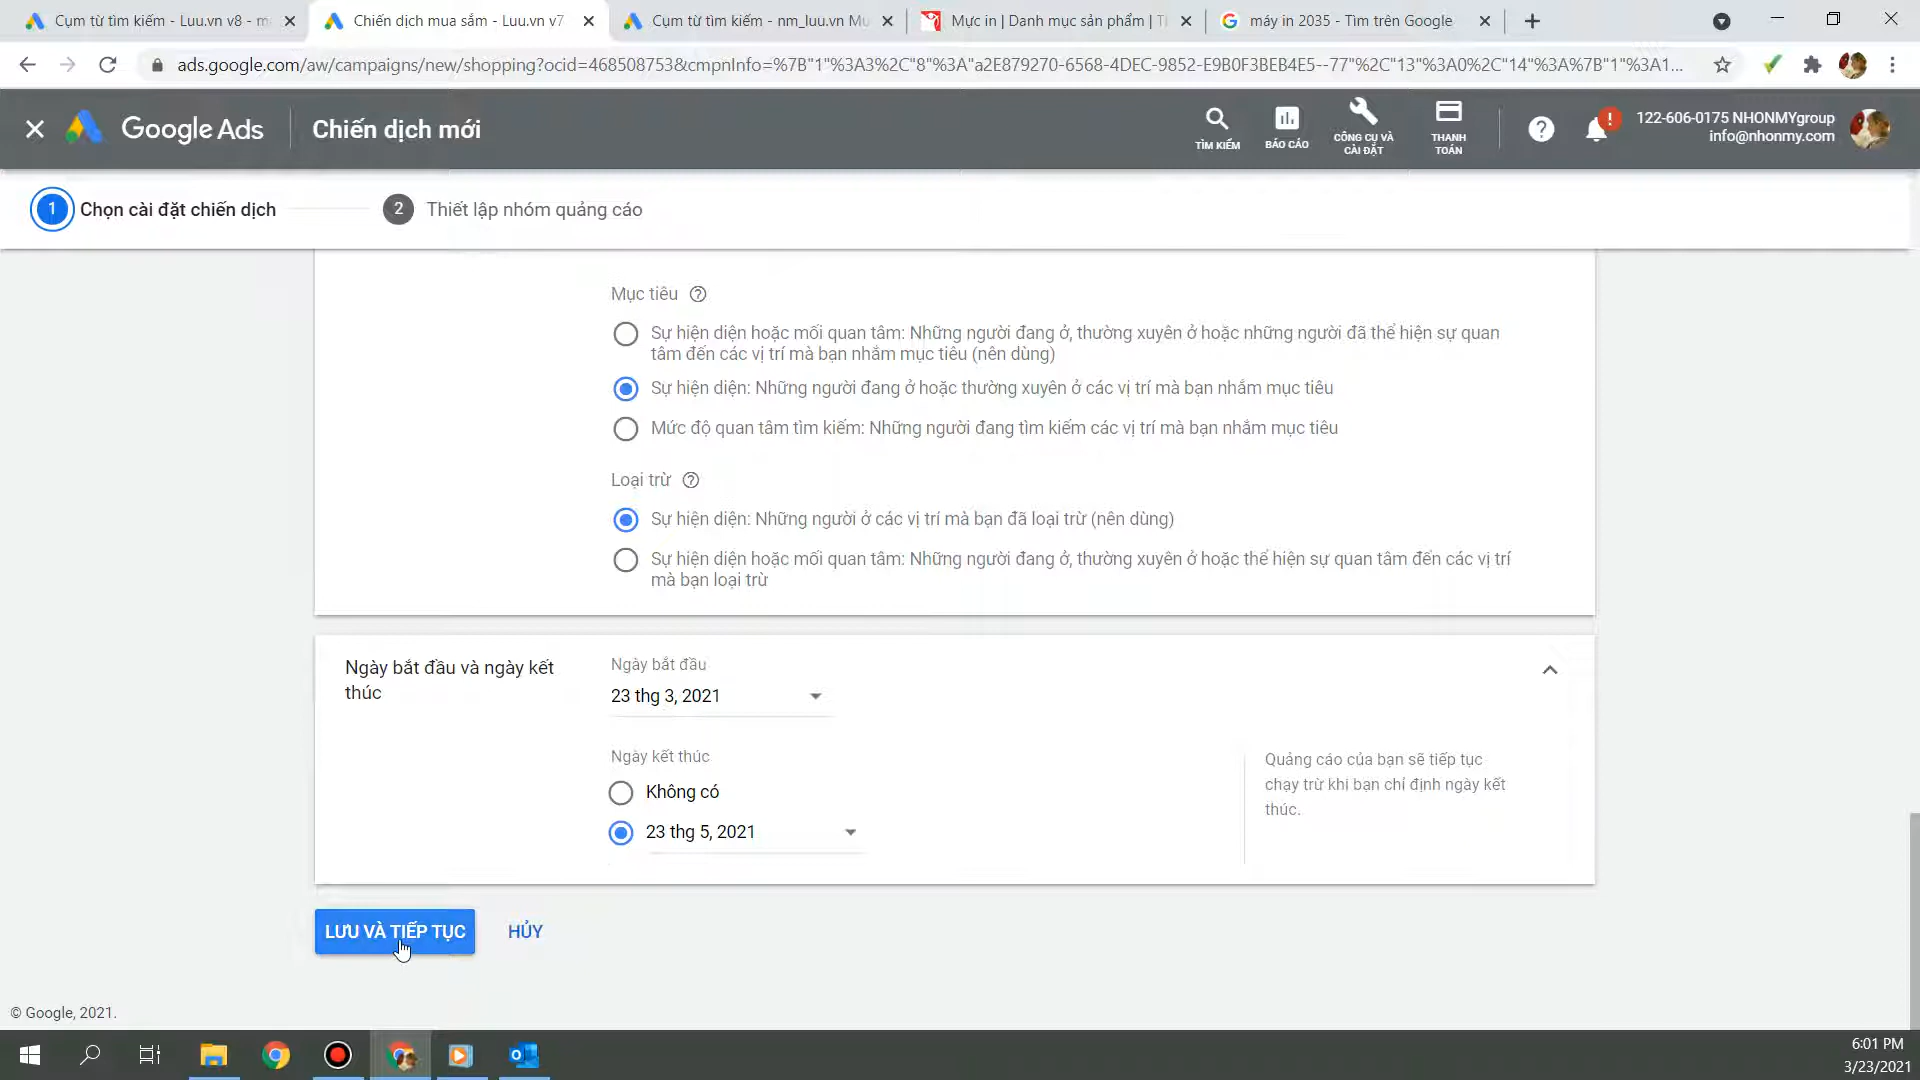 Cụm từ tìm kiếm - Luu.vn v8 - m
Chiến dịch mua sắm - Luu.vn v7
Cụm từ tìm kiếm - nm_luu.vn Mu
Mực in | Danh mục sản phẩm | T
máy in 2035 - Tìm trên Google
ads.google.com/aw/campaigns/new/shopping?ocid=468508753&cmpnInfo=%7B"1"%3A3%2C"8"%3A"a2E879270-6568-4DEC-9852-E9B0F3BEB4E5--77"%2C"13"%3A0%2C"14"%3A%7B"1"%3A1...
Google Ads
Chiến dịch mới
TÌM KIẾM
BÁO CÁO
CÔNG CỤ VÀ
CÀI ĐẶT
THANH
TOÁN
122-606-0175 NHONMYgroup
info@nhonmy.com
1 Chọn cài đặt chiến dịch
2 Thiết lập nhóm quảng cáo
Mục tiêu
Sự hiện diện hoặc mối quan tâm: Những người đang ở, thường xuyên ở hoặc những người đã thể hiện sự quan
tâm đến các vị trí mà bạn nhắm mục tiêu (nên dùng)
Sự hiện diện: Những người đang ở hoặc thường xuyên ở các vị trí mà bạn nhắm mục tiêu
Mức độ quan tâm tìm kiếm: Những người đang tìm kiếm các vị trí mà bạn nhắm mục tiêu
Loại trừ
Sự hiện diện: Những người ở các vị trí mà bạn đã loại trừ (nên dùng)
Sự hiện diện hoặc mối quan tâm: Những người đang ở, thường xuyên ở hoặc thể hiện sự quan tâm đến các vị trí
mà bạn loại trừ
Ngày bắt đầu và ngày kết
thúc
Ngày bắt đầu
23 thg 3, 2021
Ngày kết thúc
Không có
23 thg 5, 2021
Quảng cáo của bạn sẽ tiếp tục
chạy trừ khi bạn chỉ định ngày kết
thúc.
LƯU VÀ TIẾP TỤC
HỦY
© Google, 2021.
6:01 PM
3/23/2021